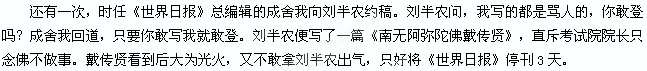 还有一次，时任《世界日报》总编辑的成舍我向刘半农约稿。刘半农问，我写的都是骂人的，你敢登
吗？成舍我回道，只要你敢写我就敢登。刘半农便写了一篇《南无阿弥陀佛戴传贤》，直斥考试院院长只
念佛不做事。戴传贤看到后大为光火，又不敢拿刘半农出气，只好将《世界日报》停刊3天。